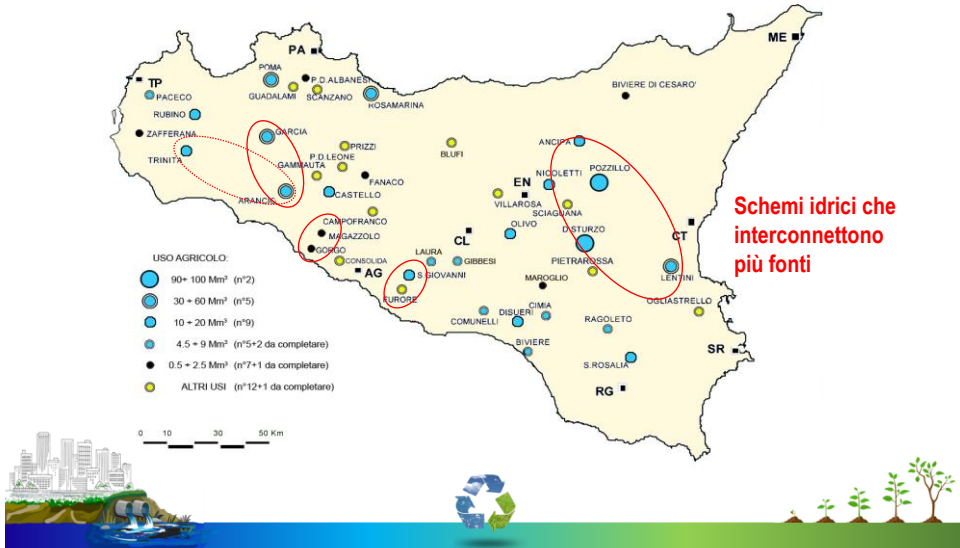 ME
PA
POMA
P.D.ALBANESI
TP
PACECO
GUADALAMI
SCANZANO
ROSAMARINA
BIVIERE DI CESARO'
RUBINO
ZAFFERANA
GARCIA
TRINITA
PRIZZI
BLUFI
ANCIPA
P.D.LEONE
GAMMAUTA
FANACO
NICOLETTI
POZZILLO
EN
ARANCIO
CASTELLO
VILLAROSA
SCIAGUANA
Schemi idrici che
interconnettono
più fonti
CAMPOFRANCO
MAGAZZOLO
GORGO
CL
OLIVO
D.STURZO
CT
LAURA
GIBBESI
CONSOLIDA
AG
S.GIOVANNI
PIETRAROSSA
LENTINI
MAROGLIO
FURORE
OGLIASTRELLO
CIMIA
DISUERI
COMUNELLI
RAGOLETO
BIVIERE
S.ROSALIA
SR
RG
USO AGRICOLO:
90÷ 100 Mm³ (n°2)
30 ÷ 60 Mm³ (n°5)
10 ÷ 20 Mm³ (n°9)
4.5 ÷ 9 Mm³ (n°5+2 da completare)
0.5 ÷ 2.5 Mm³ (n°7+1 da completare)
ALTRI USI (n°12+1 da completare)
0 10 30 50 Km